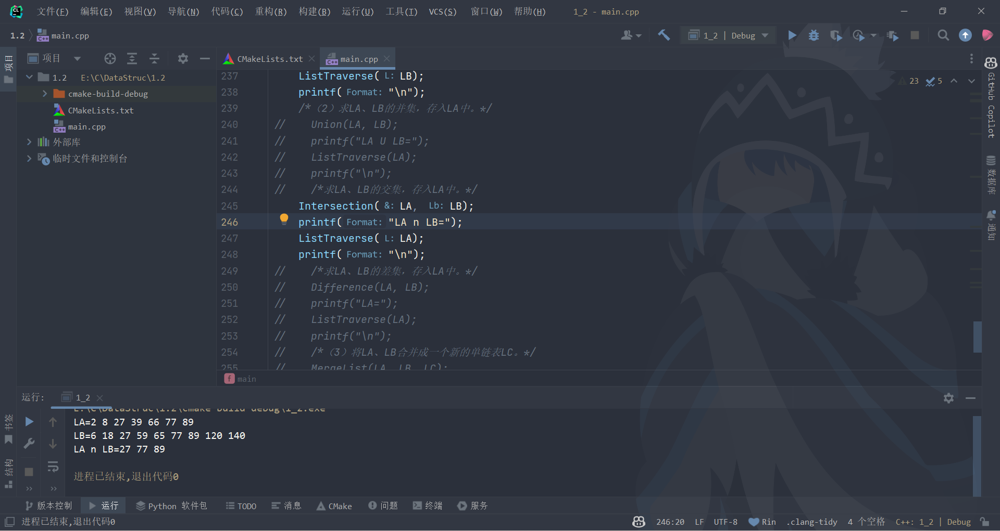 文件(F) 编辑(E) 视图(V) 导航(N) 代码(C) 重构(R) 构建(B) 运行(U) 工具(T) VCS(S) 窗口(W) 帮助(H) 1_2 - main.cpp
1.2 main.cpp 1_2 | Debug
项目
项目
CMakeLists.txt main.cpp
1.2 E:\C\DataStruc\1.2
cmake-build-debug
CMakeLists.txt
main.cpp
外部库
临时文件和控制台
23 5
237 ListTraverse( L: LB);
238 printf( Format: "\n");
239 /*（2）求LA、LB的并集，存入LA中。*/
240 // Union(LA, LB);
241 // printf("LA U LB=");
242 // ListTraverse(LA);
243 // printf("\n");
244 // /*求LA、LB的交集，存入LA中。*/
245 Intersection( &: LA, Lb: LB);
246 printf( Format: "LA n LB=");
247 ListTraverse( L: LA);
248 printf( Format: "\n");
249 // /*求LA、LB的差集，存入LA中。*/
250 // Difference(LA, LB);
251 // printf("LA=");
252 // ListTraverse(LA);
253 // printf("\n");
254 // /*（3）将LA、LB合并成一个新的单链表LC。*/
255 // MergeList(LA, LB, LC);
main
GitHub Copilot
数据库
通知
运行: 1_2
E:\C\DataStruc\1.2\cmake-build-debug\1_2.exe
LA=2 8 27 39 66 77 89
LB=6 18 27 59 65 77 89 120 140
LA n LB=27 77 89
进程已结束,退出代码0
书签
结构
版本控制 运行 Python 软件包 TODO 消息 CMake 问题 终端 服务
进程已结束,退出代码0 246:20 LF UTF-8 Rin .clang-tidy 4 个空格 C++: 1_2 | Debug